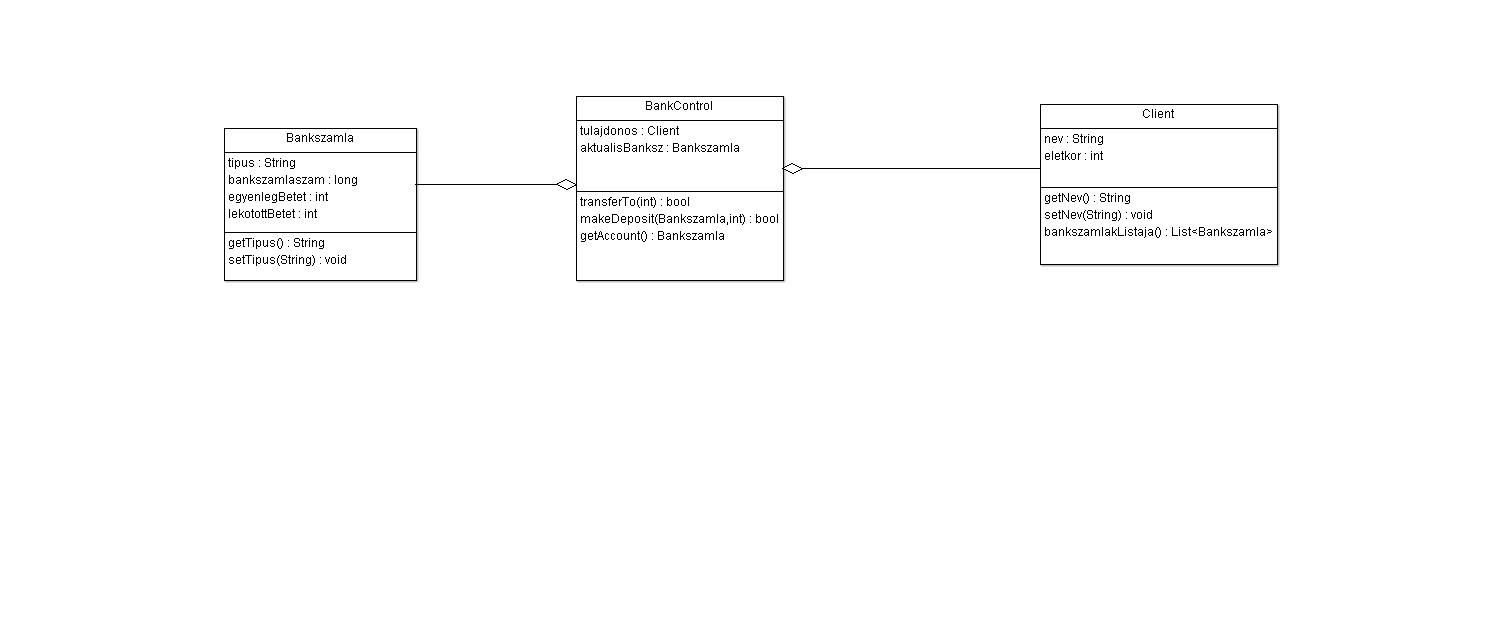 Bankszamla
tipus : String
bankszamlaszam : long
egyenlegBetet : int
lekotottBetet : int
getTipus() : String
setTipus(String) : void
BankControl
tulajdonos : Client
aktualisBanksz : Bankszamla
transferTo(int) : bool
makeDeposit(Bankszamla,int) : bool
getAccount() : Bankszamla
Client
nev : String
eletkor : int
getNev() : String
setNev(String) : void
bankszamlakListaja() : List<Bankszamla>